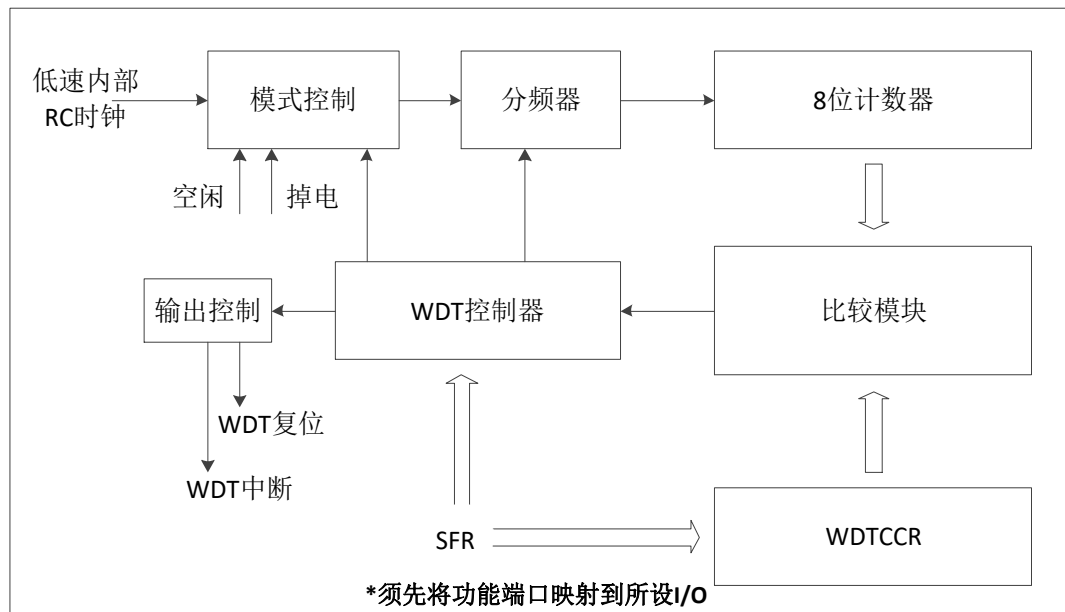 低速内部
RC时钟
模式控制
分频器
8位计数器
空闲
掉电
输出控制
WDT控制器
比较模块
WDT复位
WDT中断
SFR
WDTCCR
*须先将功能端口映射到所设I/O